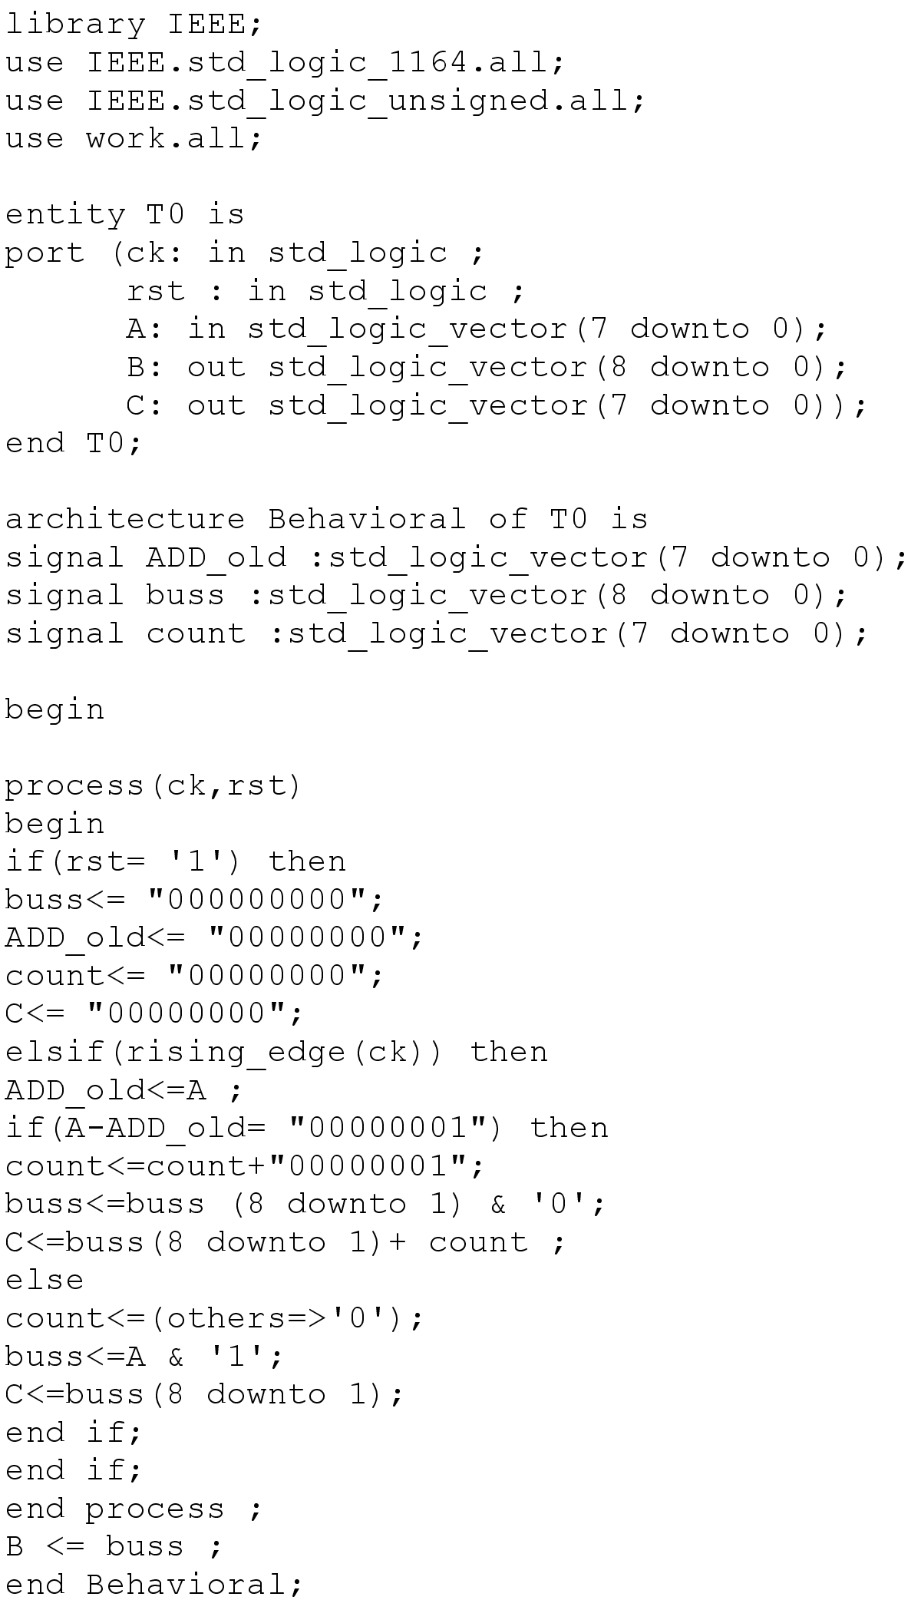 library IEEE;
use IEEE.std_logic_1164.all;
use IEEE.std_logic_unsigned.all;
use work.all;
entity T0 is
port (ck: in std_logic ;
rst : in std_logic ;
A: in std_logic_vector(7 downto 0);
B: out std_logic_vector(8 downto 0);
C: out std_logic_vector(7 downto 0));
end T0;
architecture Behavioral of T0 is
signal ADD_old :std_logic_vector(7 downto 0);
signal buss :std_logic_vector(8 downto 0);
signal count :std_logic_vector(7 downto 0);
begin
process(ck,rst)
begin
if(rst= '1') then
buss<= "000000000";
ADD_old<= "00000000";
count<= "00000000";
C<= "00000000";
elsif(rising_edge(ck)) then
ADD_old<=A ;
if(A-ADD_old= "00000001") then
count<=count+"00000001";
buss<=buss (8 downto 1) & '0';
C<=buss(8 downto 1)+ count ;
else
count<=(others=>'0');
buss<=A & '1';
C<=buss(8 downto 1);
end if;
end if;
end process ;
B <= buss ;
end Behavioral;